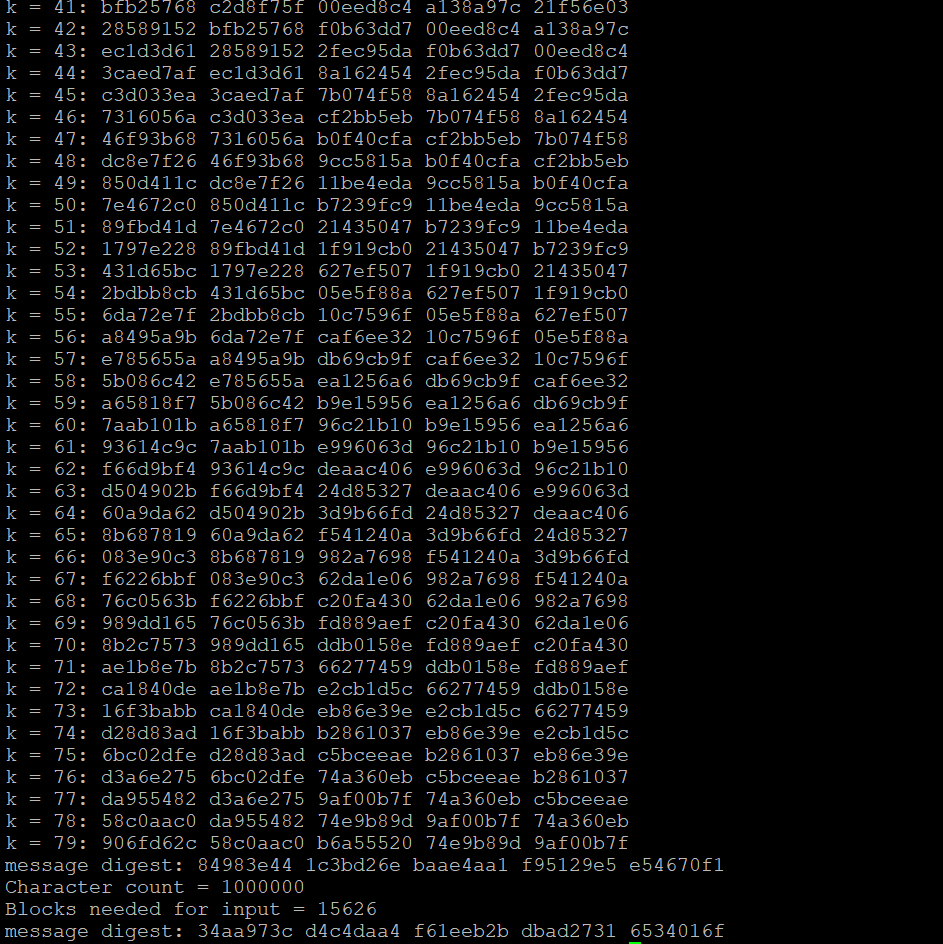 k = 41: bfb25768 c2d8f75f 00eed8c4 a138a97c 21f56e03
k = 42: 28589152 bfb25768 f0b63dd7 00eed8c4 a138a97c
k = 43: ec1d3d61 28589152 2fec95da f0b63dd7 00eed8c4
k = 44: 3caed7af ec1d3d61 8a162454 2fec95da f0b63dd7
k = 45: c3d033ea 3caed7af 7b074f58 8a162454 2fec95da
k = 46: 7316056a c3d033ea cf2bb5eb 7b074f58 8a162454
k = 47: 46f93b68 7316056a b0f40cfa cf2bb5eb 7b074f58
k = 48: dc8e7f26 46f93b68 9cc5815a b0f40cfa cf2bb5eb
k = 49: 850d411c dc8e7f26 11be4eda 9cc5815a b0f40cfa
k = 50: 7e4672c0 850d411c b7239fc9 11be4eda 9cc5815a
k = 51: 89fbd41d 7e4672c0 21435047 b7239fc9 11be4eda
k = 52: 1797e228 89fbd41d 1f919cb0 21435047 b7239fc9
k = 53: 431d65bc 1797e228 627ef507 1f919cb0 21435047
k = 54: 2bdbb8cb 431d65bc 05e5f88a 627ef507 1f919cb0
k = 55: 6da72e7f 2bdbb8cb 10c7596f 05e5f88a 627ef507
k = 56: a8495a9b 6da72e7f caf6ee32 10c7596f 05e5f88a
k = 57: e785655a a8495a9b db69cb9f caf6ee32 10c7596f
k = 58: 5b086c42 e785655a ea1256a6 db69cb9f caf6ee32
k = 59: a65818f7 5b086c42 b9e15956 ea1256a6 db69cb9f
k = 60: 7aab101b a65818f7 96c21b10 b9e15956 ea1256a6
k = 61: 93614c9c 7aab101b e996063d 96c21b10 b9e15956
k = 62: f66d9bf4 93614c9c deaac406 e996063d 96c21b10
k = 63: d504902b f66d9bf4 24d85327 deaac406 e996063d
k = 64: 60a9da62 d504902b 3d9b66fd 24d85327 deaac406
k = 65: 8b687819 60a9da62 f541240a 3d9b66fd 24d85327
k = 66: 083e90c3 8b687819 982a7698 f541240a 3d9b66fd
k = 67: f6226bbf 083e90c3 62da1e06 982a7698 f541240a
k = 68: 76c0563b f6226bbf c20fa430 62da1e06 982a7698
k = 69: 989dd165 76c0563b fd889aef c20fa430 62da1e06
k = 70: 8b2c7573 989dd165 ddb0158e fd889aef c20fa430
k = 71: ae1b8e7b 8b2c7573 66277459 ddb0158e fd889aef
k = 72: ca1840de ae1b8e7b e2cb1d5c 66277459 ddb0158e
k = 73: 16f3babb ca1840de eb86e39e e2cb1d5c 66277459
k = 74: d28d83ad 16f3babb b2861037 eb86e39e e2cb1d5c
k = 75: 6bc02dfe d28d83ad c5bceeae b2861037 eb86e39e
k = 76: d3a6e275 6bc02dfe 74a360eb c5bceeae b2861037
k = 77: da955482 d3a6e275 9af00b7f 74a360eb c5bceeae
k = 78: 58c0aac0 da955482 74e9b89d 9af00b7f 74a360eb
k = 79: 906fd62c 58c0aac0 b6a55520 74e9b89d 9af00b7f
message digest: 84983e44 1c3bd26e baae4aa1 f95129e5 e54670f1
Character count = 1000000
Blocks needed for input = 15626
message digest: 34aa973c d4c4daa4 f61eeb2b dbad2731 6534016f